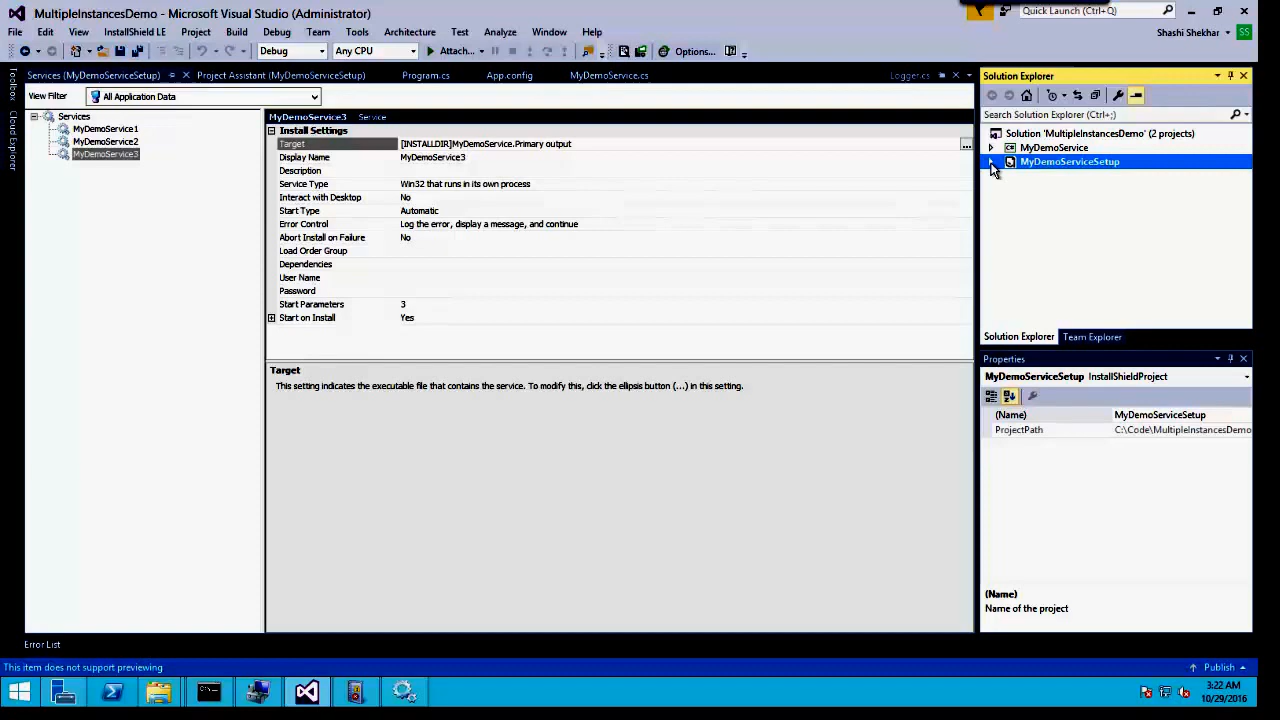 MultipleInstancesDemo - Microsoft Visual Studio (Administrator)
Quick Launch (Ctrl+Q)
File Edit View InstallShield LE Project Build Debug Team Tools Architecture Test Analyze Window Help
Shashi Shekhar SS
Debug Any CPU Attach... Options...
Toolbox
Cloud Explorer
Services (MyDemoServiceSetup) Project Assistant (MyDemoServiceSetup) Program.cs App.config MyDemoService.cs Logger.cs
View Filter All Application Data
Services
MyDemoService1
MyDemoService2
MyDemoService3
MyDemoService3 Service
Install Settings
Target [INSTALLDIR]MyDemoService.Primary output ...
Display Name MyDemoService3
Description
Service Type Win32 that runs in its own process
Interact with Desktop No
Start Type Automatic
Error Control Log the error, display a message, and continue
Abort Install on Failure No
Load Order Group
Dependencies
User Name
Password
Start Parameters 3
Start on Install Yes
Target
This setting indicates the executable file that contains the service. To modify this, click the ellipsis button (...) in this setting.
Solution Explorer
Search Solution Explorer (Ctrl+;)
Solution 'MultipleInstancesDemo' (2 projects)
MyDemoService
MyDemoServiceSetup
Solution Explorer Team Explorer
Properties
MyDemoServiceSetup InstallShieldProject
(Name) MyDemoServiceSetup
ProjectPath C:\Code\MultipleInstancesDemo
(Name)
Name of the project
Error List
This item does not support previewing
Publish
3:22 AM
10/29/2016